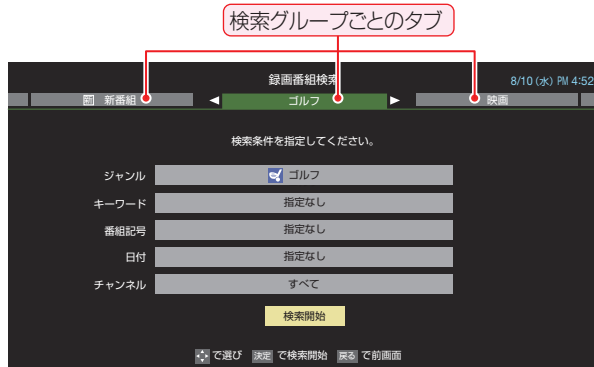 検索グループごとのタブ
録画番組検索 8/10 (水) PM 4:52
新 新番組 ◀ ゴルフ ▶ 映画
検索条件を指定してください。
ジャンル ゴルフ
キーワード 指定なし
番組記号 指定なし
日付 指定なし
チャンネル すべて
検索開始
で選び 決定 で検索開始 戻る で前画面